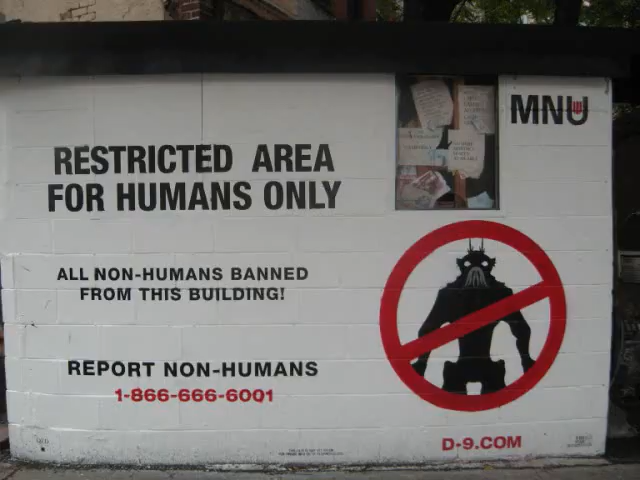 RESTRICTED AREA
FOR HUMANS ONLY
MNU
ALL NON-HUMANS BANNED
FROM THIS BUILDING!
REPORT NON-HUMANS
1-866-666-6001
D-9.COM